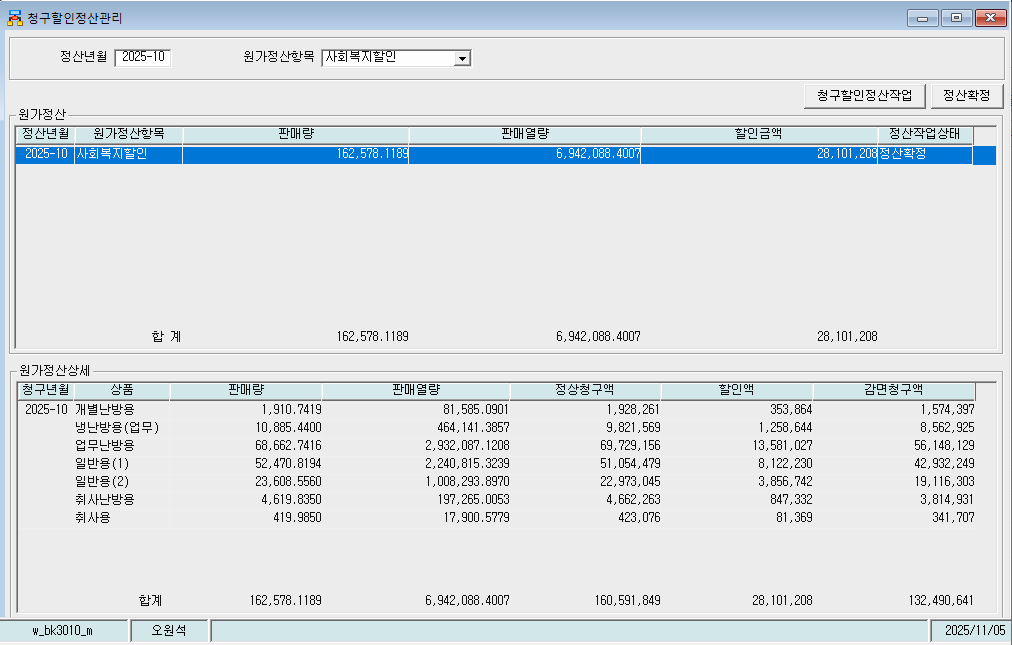 청구할인정산관리
정산년월 2025-10 원가정산항목 사회복지할인
청구할인정산작업 정산확정
원가정산
정산년월 원가정산항목 판매량 판매열량 할인금액 정산작업상태
2025-10 사회복지할인 162,578.1189 6,942,088.4007 28,101,208 정산확정
합 계 162,578.1189 6,942,088.4007 28,101,208
원가정산상세
청구년월 상품 판매량 판매열량 정상청구액 할인액 감면청구액
2025-10 개별난방용 1,910.7419 81,585.0901 1,928,261 353,864 1,574,397
냉난방용(업무) 10,885.4400 464,141.3857 9,821,569 1,258,644 8,562,925
업무난방용 68,662.7416 2,932,087.1208 69,729,156 13,581,027 56,148,129
일반용(1) 52,470.8194 2,240,815.3239 51,054,479 8,122,230 42,932,249
일반용(2) 23,608.5560 1,008,293.8970 22,973,045 3,856,742 19,116,303
취사난방용 4,619.8350 197,265.0053 4,662,263 847,332 3,814,931
취사용 419.9850 17,900.5779 423,076 81,369 341,707
합계 162,578.1189 6,942,088.4007 160,591,849 28,101,208 132,490,641
w_bk3010_m 오원석 2025/11/05